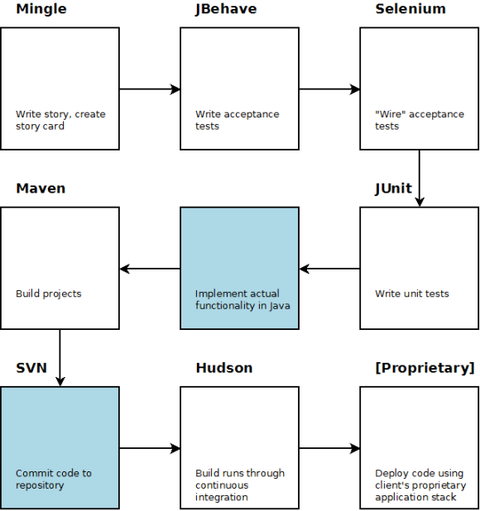 Mingle
JBehave
Selenium
Write story, create
story card
Write acceptance
tests
"Wire" acceptance
tests
Maven
JUnit
Build projects
Implement actual
functionality in Java
Write unit tests
SVN
Hudson
[Proprietary]
Commit code to
repository
Build runs through
continuous
integration
Deploy code using
client's proprietary
application stack